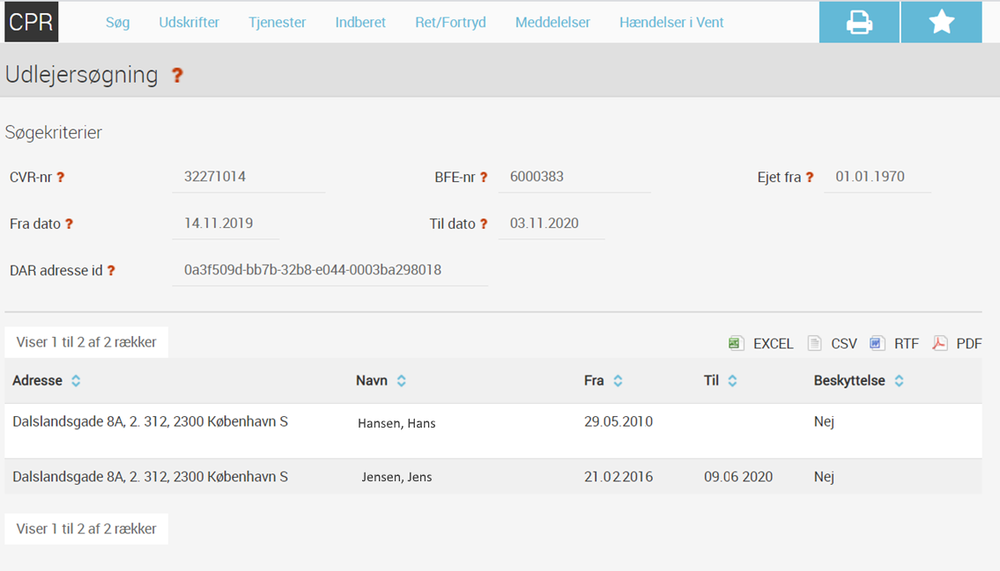 CPR Søg Udskrifter Tjenester Indberet Ret/Fortryd Meddelelser Hændelser i Vent
Udlejersøgning ?
Søgekriterier
CVR-nr ? 32271014 BFE-nr ? 6000383 Ejet fra ? 01.01.1970
Fra dato ? 14.11.2019 Til dato ? 03.11.2020
DAR adresse id ? 0a3f509d-bb7b-32b8-e044-0003ba298018
Viser 1 til 2 af 2 rækker EXCEL CSV RTF PDF
Adresse Navn Fra Til Beskyttelse
Dalslandsgade 8A, 2. 312, 2300 København S Hansen, Hans 29.05.2010 Nej
Dalslandsgade 8A, 2. 312, 2300 København S Jensen, Jens 21.02.2016 09.06 2020 Nej
Viser 1 til 2 af 2 rækker